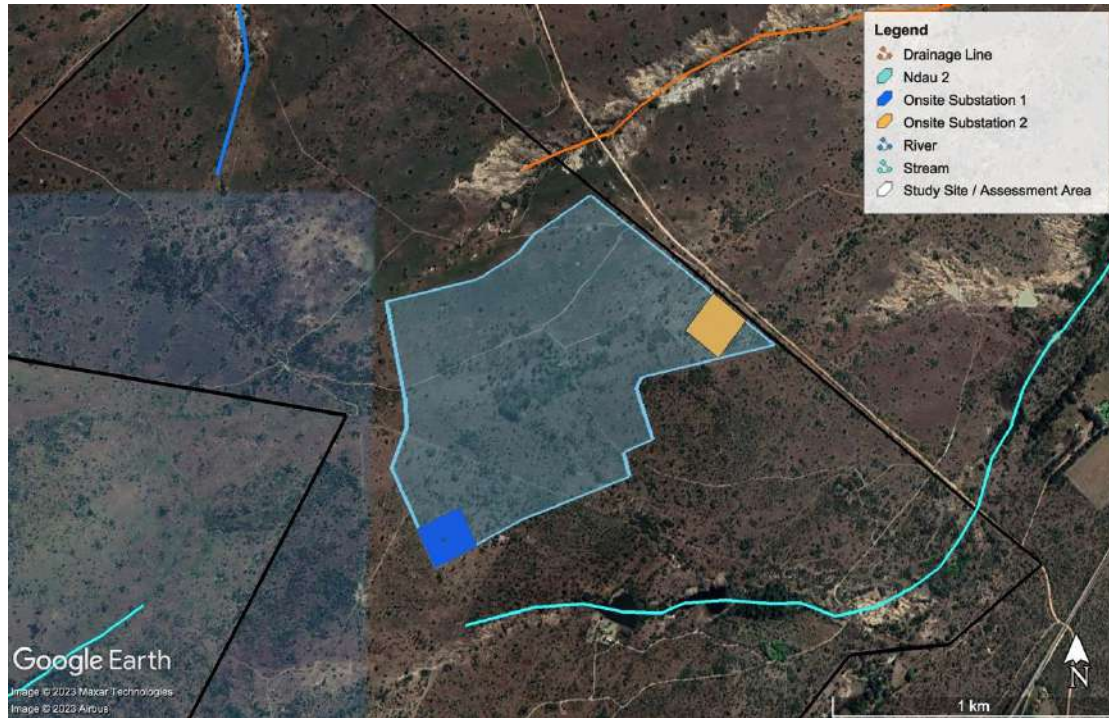 Legend
Drainage Line
Ndau 2
Onsite Substation 1
Onsite Substation 2
River
Stream
Study Site / Assessment Area
Google Earth
Image © 2023 Maxar Technologies
Image © 2023 Airbus
N
1 km